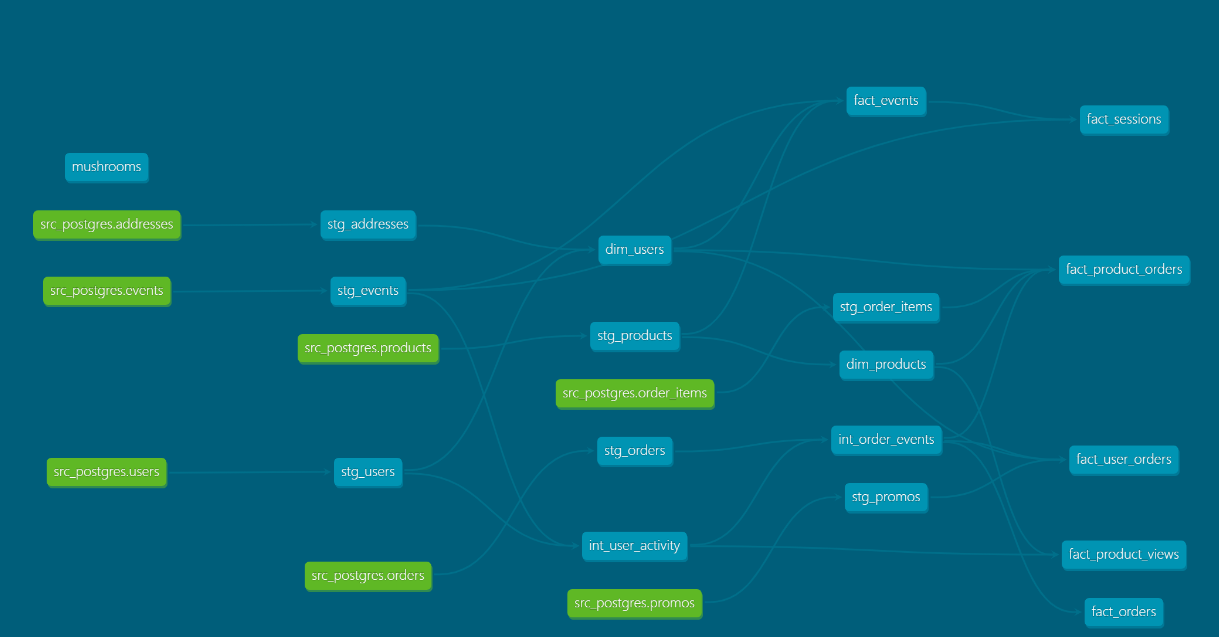 fact_events
fact_sessions
mushrooms
src_postgres.addresses
stg_addresses
dim_users
fact_product_orders
src_postgres.events
stg_events
stg_order_items
stg_products
src_postgres.products
dim_products
src_postgres.order_items
int_order_events
stg_orders
fact_user_orders
src_postgres.users
stg_users
stg_promos
int_user_activity
fact_product_views
src_postgres.orders
src_postgres.promos
fact_orders